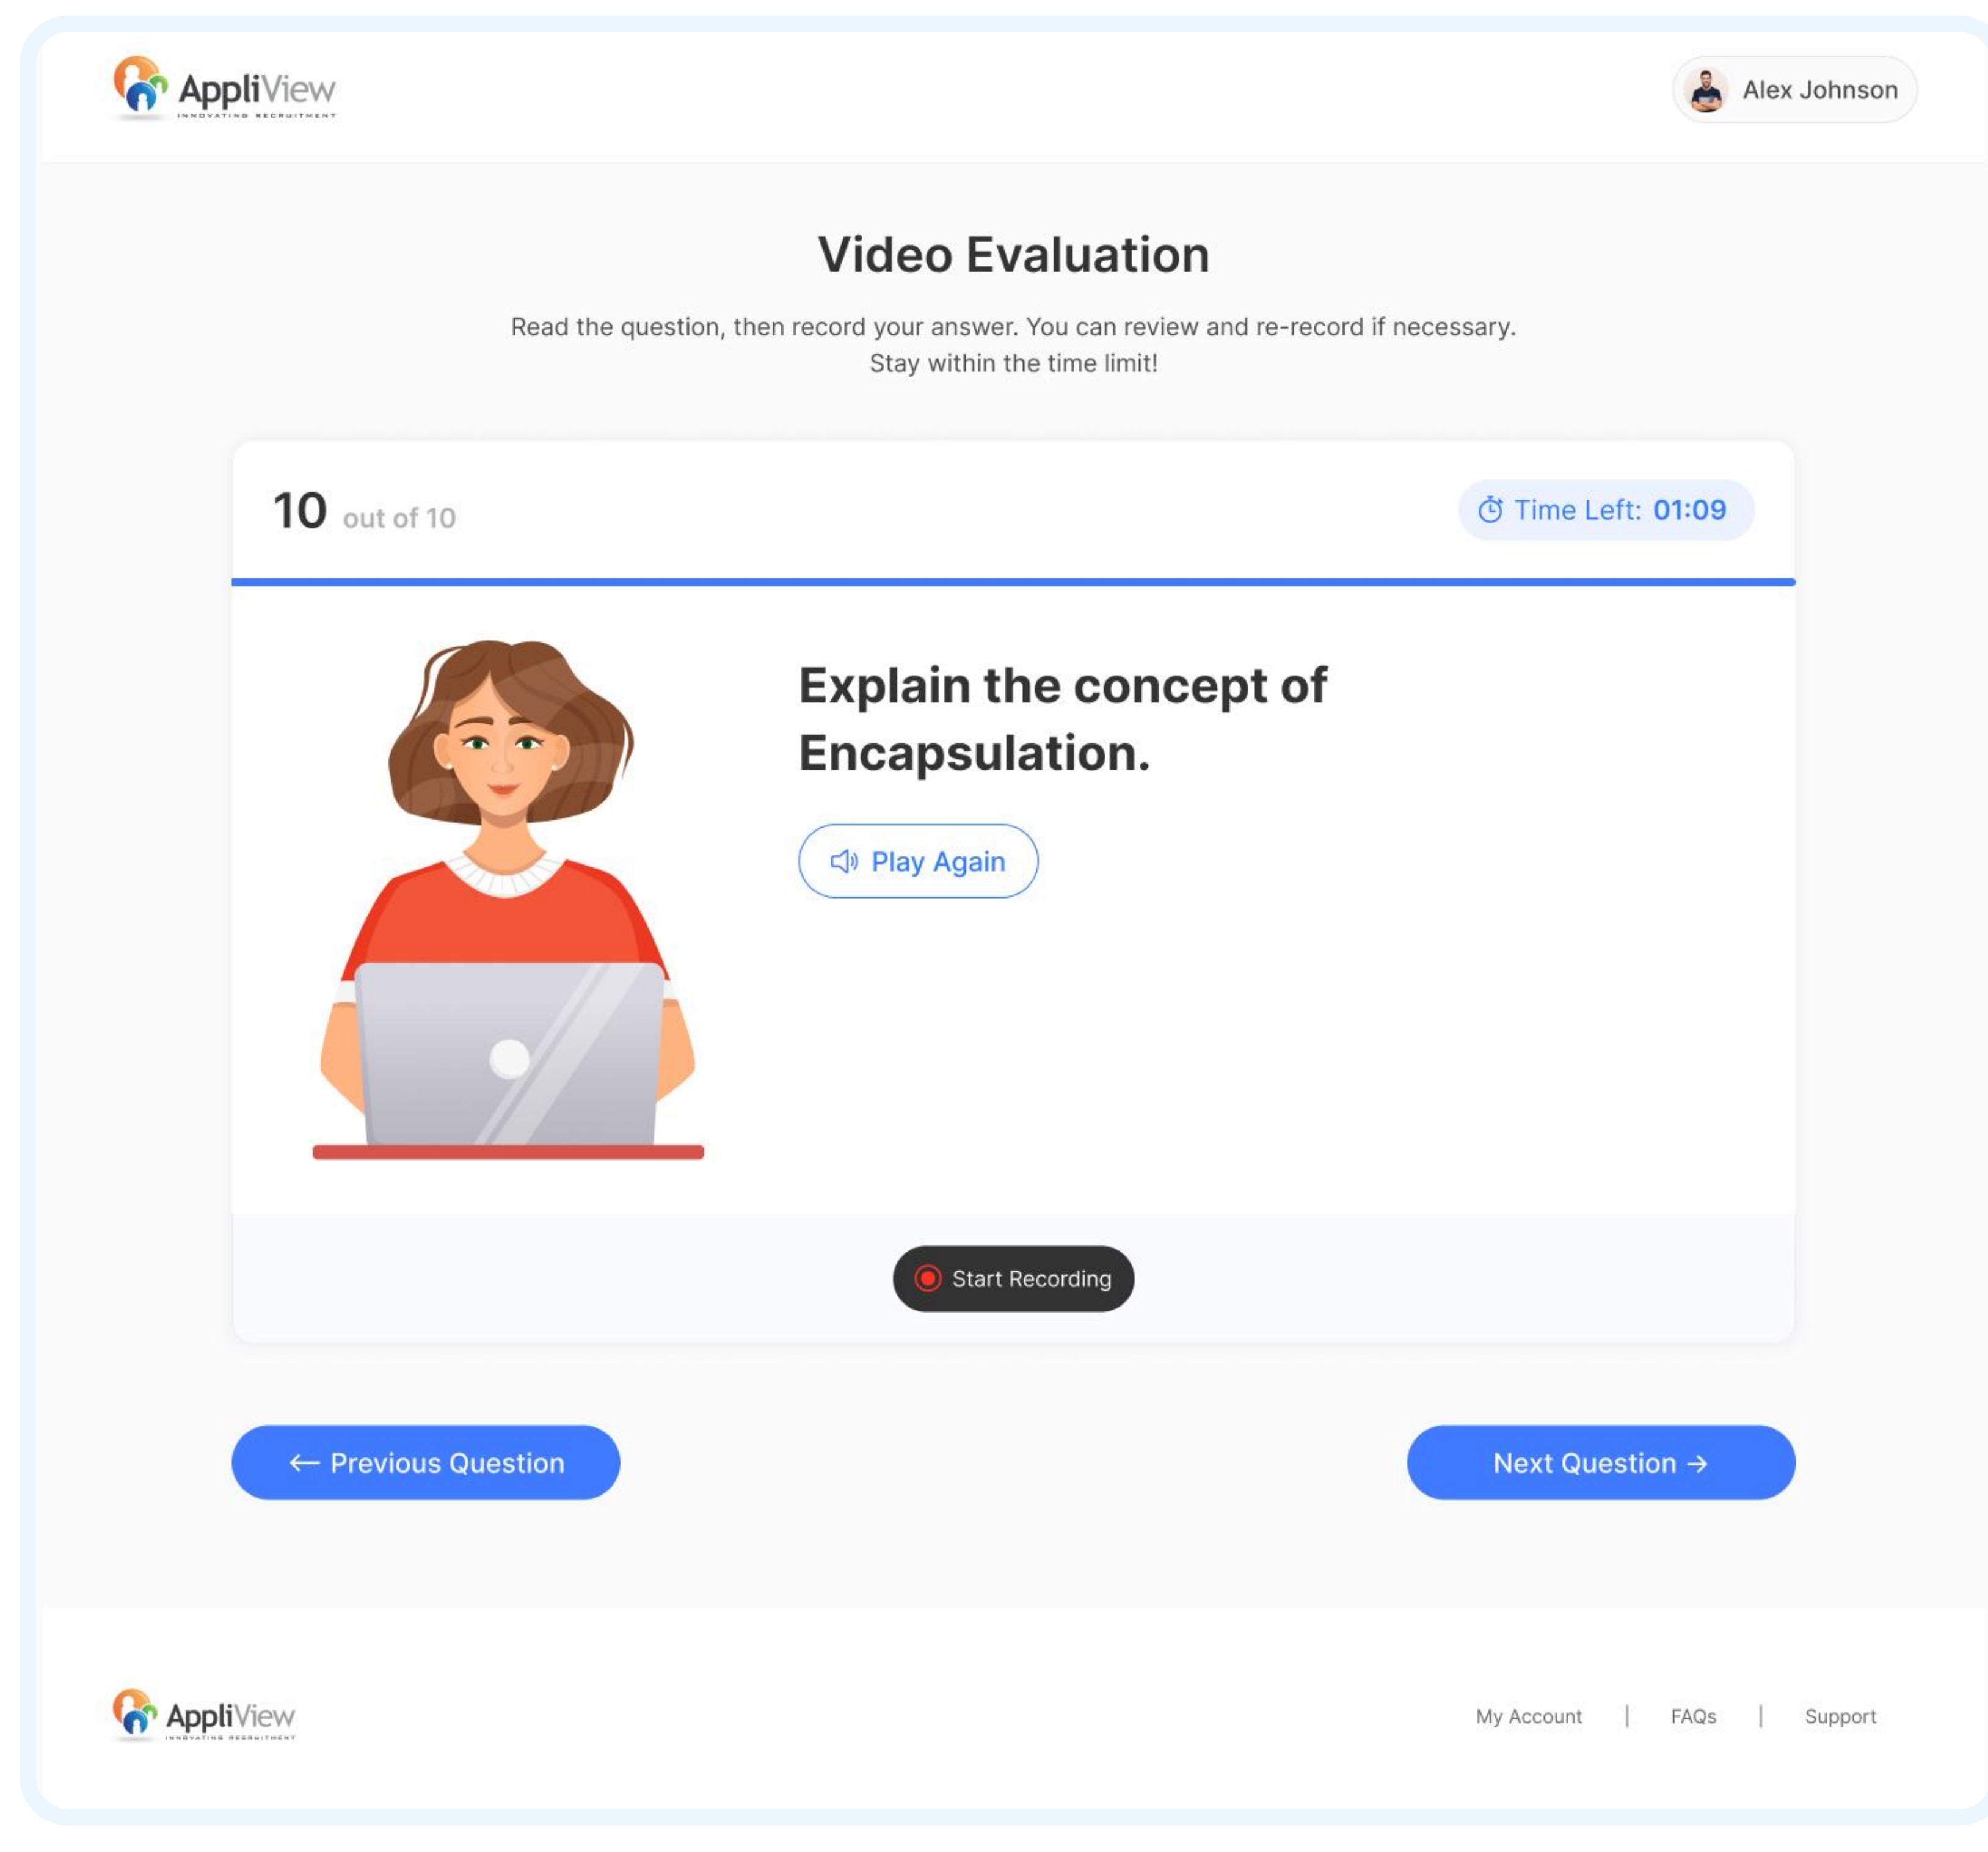 AppliView
INNOVATING RECRUITMENT
Alex Johnson
Video Evaluation
Read the question, then record your answer. You can review and re-record if necessary.
Stay within the time limit!
10 out of 10
Time Left: 01:09
Explain the concept of
Encapsulation.
Play Again
Start Recording
← Previous Question
Next Question →
AppliView
INNOVATING RECRUITMENT
My Account | FAQs | Support